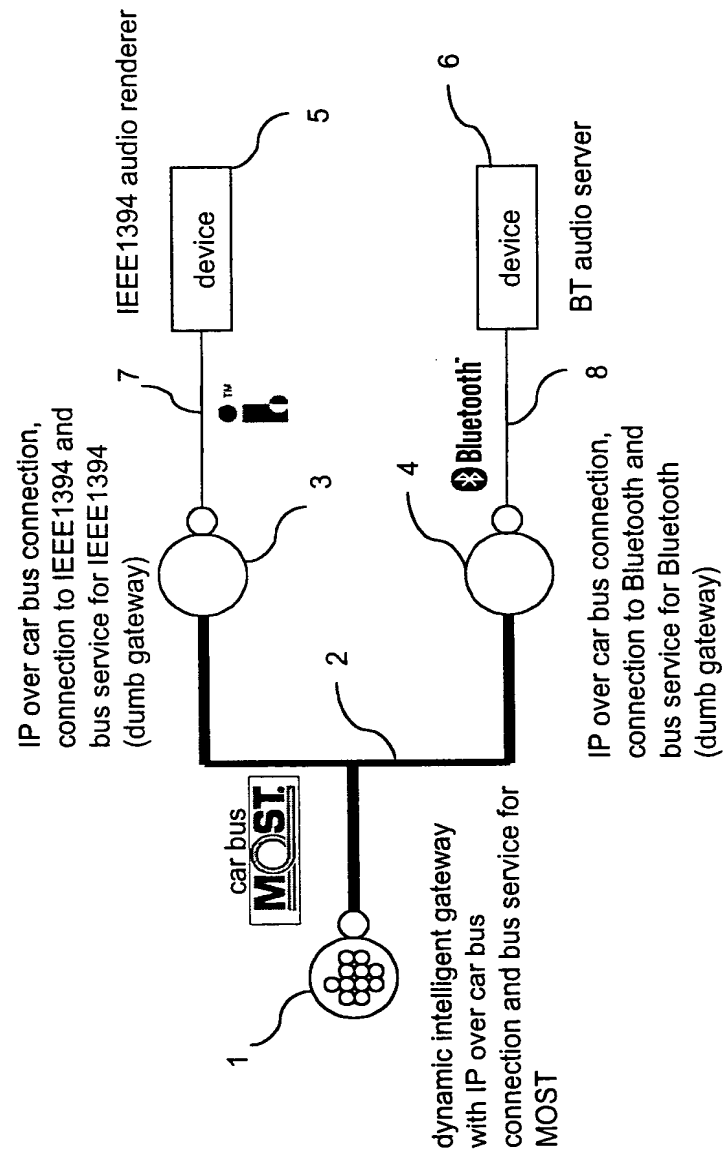 IP over car bus connection,
connection to IEEE1394 and
bus service for IEEE1394
(dumb gateway)
IEEE1394 audio renderer
7
device
5
i™
3
car bus
MOST®
2
1
dynamic intelligent gateway
with IP over car bus
connection and bus service for
MOST
4
Bluetooth™
6
device
8
BT audio server
IP over car bus connection,
connection to Bluetooth and
bus service for Bluetooth
(dumb gateway)